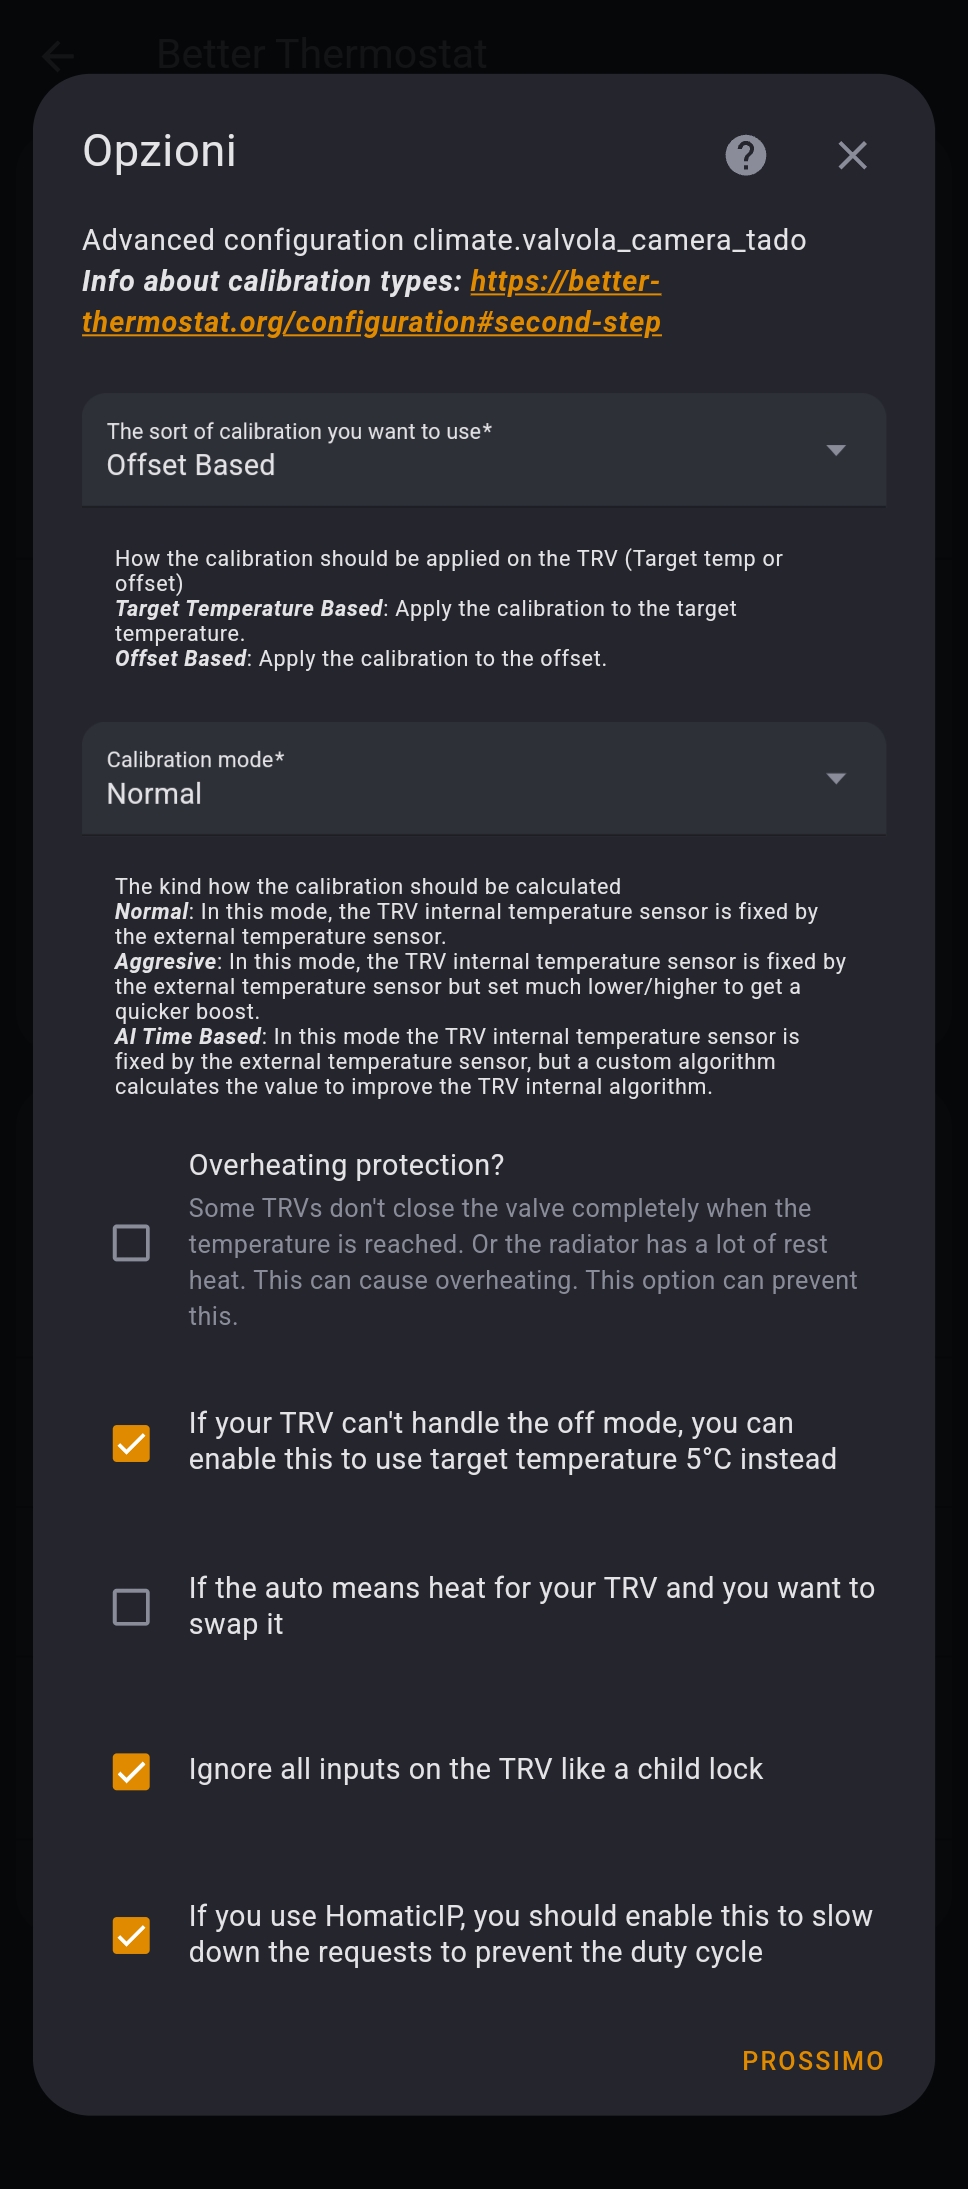 Better Thermostat
Opzioni
Advanced configuration climate.valvola_camera_tado
Info about calibration types: https://better-
thermostat.org/configuration#second-step
The sort of calibration you want to use*
Offset Based
How the calibration should be applied on the TRV (Target temp or
offset)
Target Temperature Based: Apply the calibration to the target
temperature.
Offset Based: Apply the calibration to the offset.
Calibration mode*
Normal
The kind how the calibration should be calculated
Normal: In this mode, the TRV internal temperature sensor is fixed by
the external temperature sensor.
Aggresive: In this mode, the TRV internal temperature sensor is fixed by
the external temperature sensor but set much lower/higher to get a
quicker boost.
AI Time Based: In this mode the TRV internal temperature sensor is
fixed by the external temperature sensor, but a custom algorithm
calculates the value to improve the TRV internal algorithm.
Overheating protection?
Some TRVs don't close the valve completely when the
temperature is reached. Or the radiator has a lot of rest
heat. This can cause overheating. This option can prevent
this.
If your TRV can't handle the off mode, you can
enable this to use target temperature 5°C instead
If the auto means heat for your TRV and you want to
swap it
Ignore all inputs on the TRV like a child lock
If you use HomaticIP, you should enable this to slow
down the requests to prevent the duty cycle
PROSSIMO